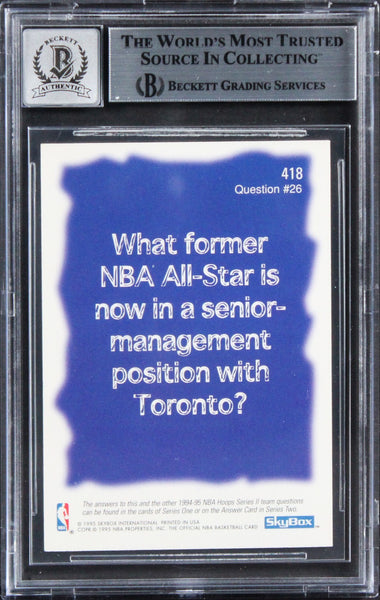 BECKETT
B
AUTHENTIC
THE WORLD'S MOST TRUSTED
SOURCE IN COLLECTING™
B BECKETT GRADING SERVICES
418
Question #26
What former
NBA All-Star is
now in a senior-
management
position with
Toronto?
The answers to this and the other 1994-95 NBA Hoops Series II team questions
can be found in the cards of Series One or on the Answer Card in Series Two.
© 1995 SKYBOX INTERNATIONAL. PRINTED IN USA
COPR.© 1995 NBA PROPERTIES, INC. THE OFFICIAL NBA BASKETBALL CARD
NBA
SkyBox